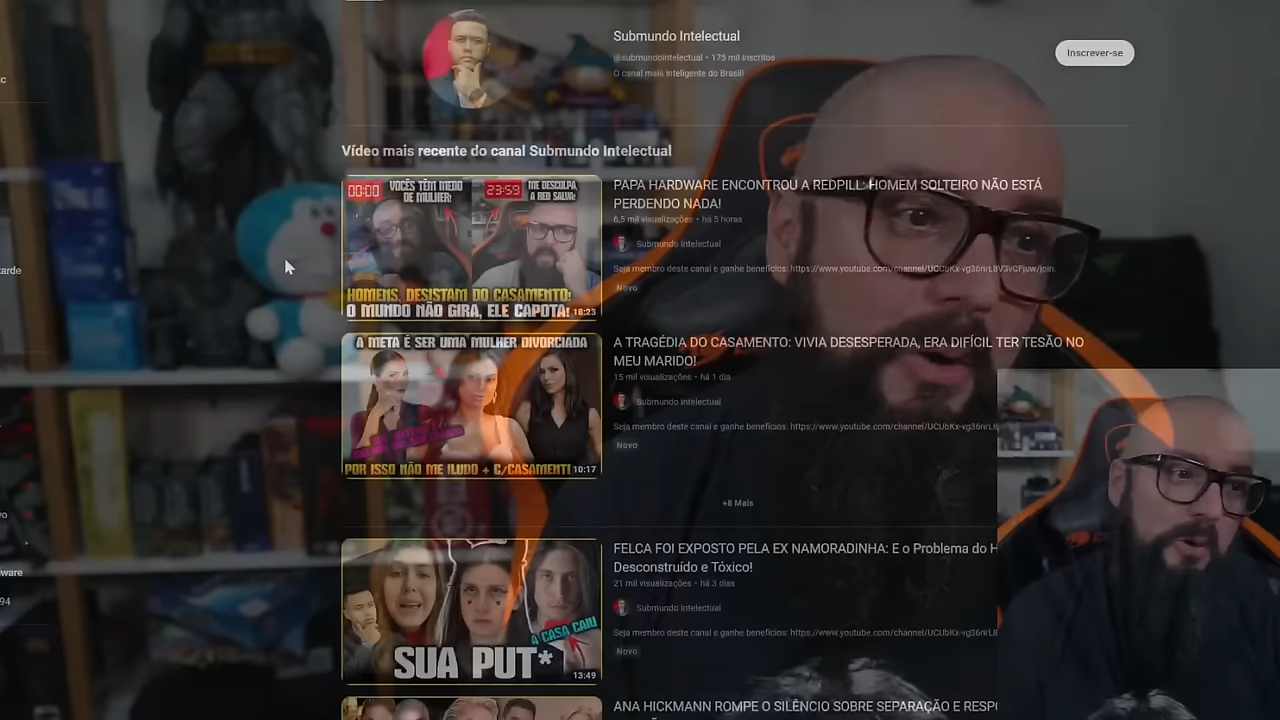 Submundo Intelectual
@submundointelectual • 175 mil inscritos
O canal mais inteligente do Brasil!
Inscrever-se
Vídeo mais recente do canal Submundo Intelectual
00:00
VOCÊS TÊM MEDO
DE MULHER!
23:59
ME DESCULPA,
A RED SALVA!
HOMENS, DESISTAM DO CASAMENTO:
O MUNDO NÃO GIRA, ELE CAPOTA!
18:23
PAPA HARDWARE ENCONTROU A REDPILL: HOMEM SOLTEIRO NÃO ESTÁ
PERDENDO NADA!
6,5 mil visualizações • há 5 horas
Submundo Intelectual
Seja membro deste canal e ganhe benefícios:
Novo
tarde
A META É SER UMA MULHER DIVORCIADA
POR ISSO NÃO ME ILUDO + C/CASAMENT
10:17
A TRAGÉDIA DO CASAMENTO: VIVIA DESESPERADA, ERA DIFÍCIL TER TESÃO NO
MEU MARIDO!
15 mil visualizações • há 1 dia
Submundo Intelectual
Seja membro deste canal e ganhe benefícios:
Novo
+8 Mais
vo
ware
94
A CASA CAIU
SUA PUT*
13:49
FELCA FOI EXPOSTO PELA EX NAMORADINHA: E o Problema do H
Desconstruído e Tóxico!
21 mil visualizações • há 3 dias
Submundo Intelectual
Seja membro deste canal e ganhe benefícios:
Novo
ANA HICKMANN ROMPE O SILÊNCIO SOBRE SEPARAÇÃO E RESP